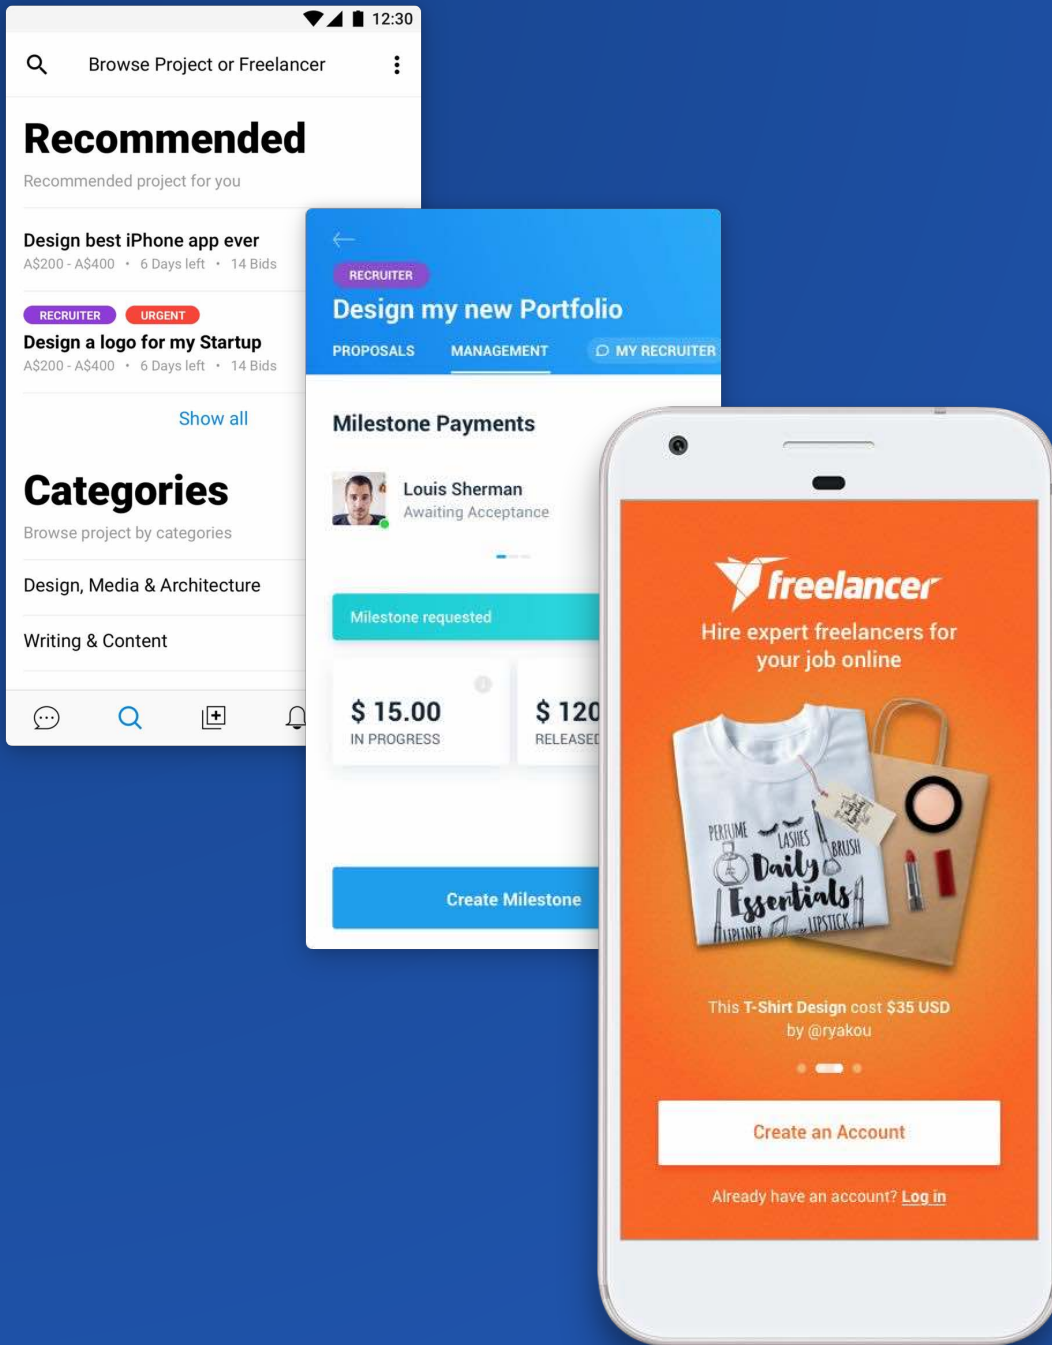 12:30
Browse Project or Freelancer
Recommended
Recommended project for you
Design best iPhone app ever
A$200 - A$400 • 6 Days left • 14 Bids
RECRUITER URGENT
Design a logo for my Startup
A$200 - A$400 • 6 Days left • 14 Bids
Show all
Categories
Browse project by categories
Design, Media & Architecture
Writing & Content
RECRUITER
Design my new Portfolio
PROPOSALS MANAGEMENT MY RECRUITER
Milestone Payments
Louis Sherman
Awaiting Acceptance
Milestone requested
$ 15.00
IN PROGRESS
$ 120
RELEASED
Create Milestone
freelancer
Hire expert freelancers for
your job online
PERFUME LASHES BRUSH
Daily
Essentials
LIPLINER LIPSTICK
This T-Shirt Design cost $35 USD
by @ryakou
Create an Account
Already have an account? Log in